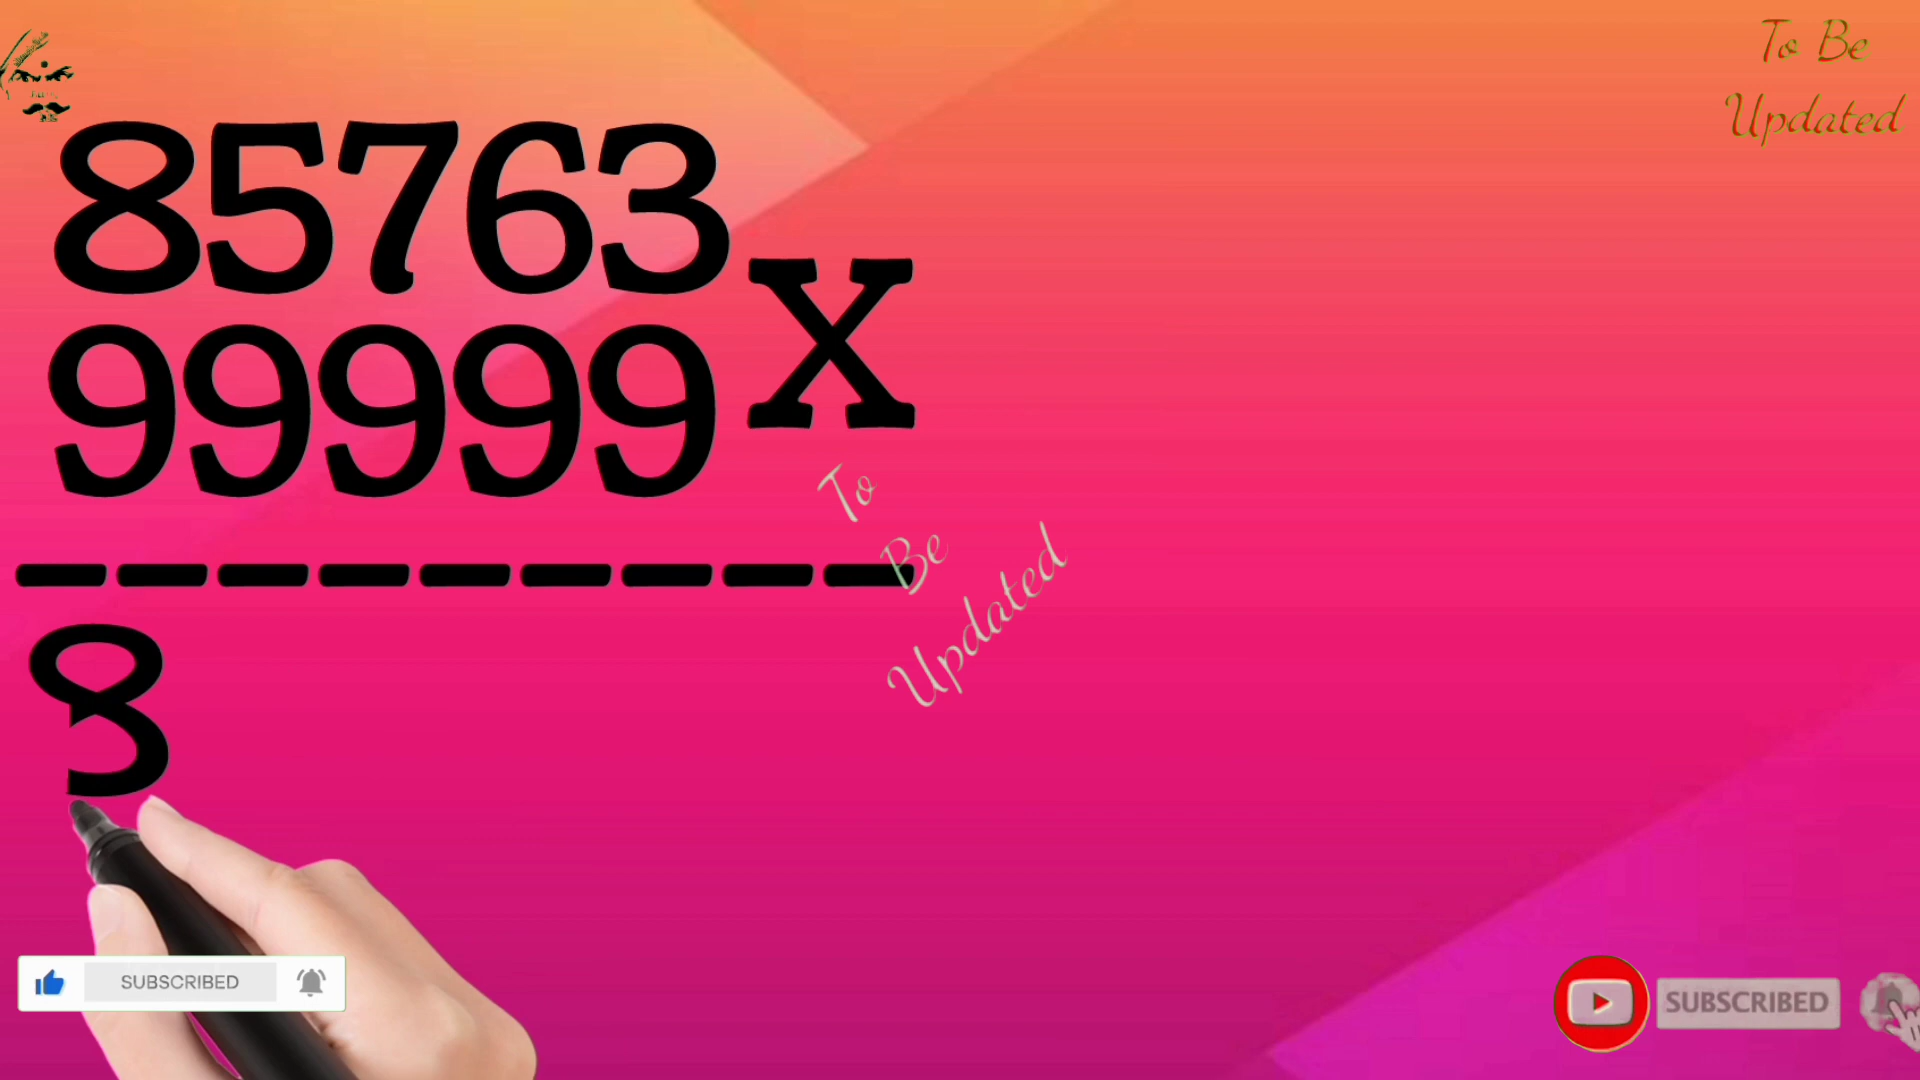 To Be
Updated
85763
X
99999
To
Be
Updated
---------
8
SUBSCRIBED
SUBSCRIBED